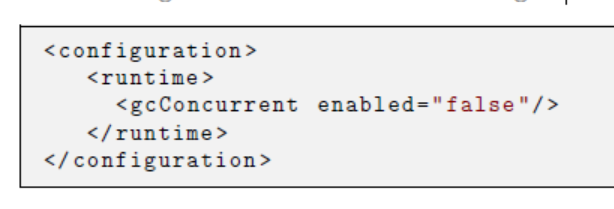 <configuration>
   <runtime>
     <gcConcurrent enabled="false"/>
   </runtime>
</configuration>